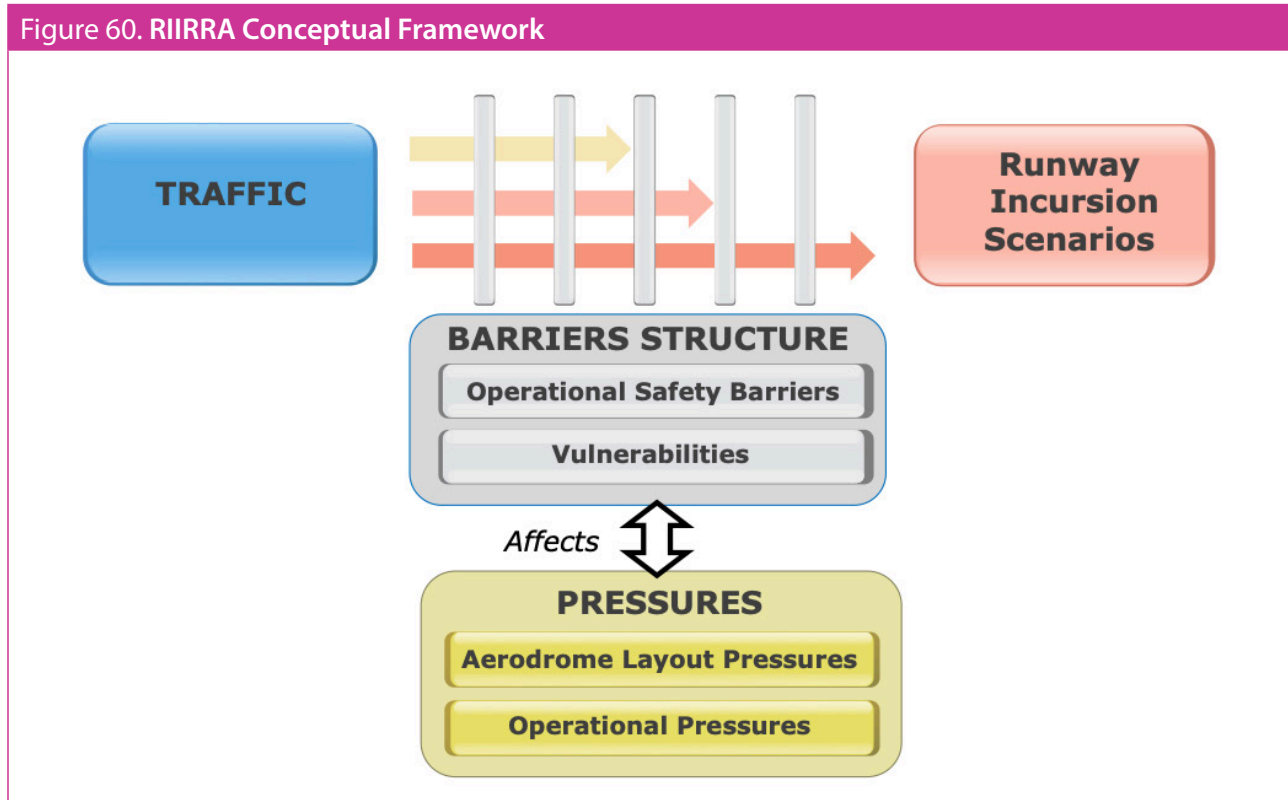 Figure 60. RIIRRA Conceptual Framework
TRAFFIC
Runway
Incursion
Scenarios
BARRIERS STRUCTURE
Operational Safety Barriers
Vulnerabilities
Affects
PRESSURES
Aerodrome Layout Pressures
Operational Pressures